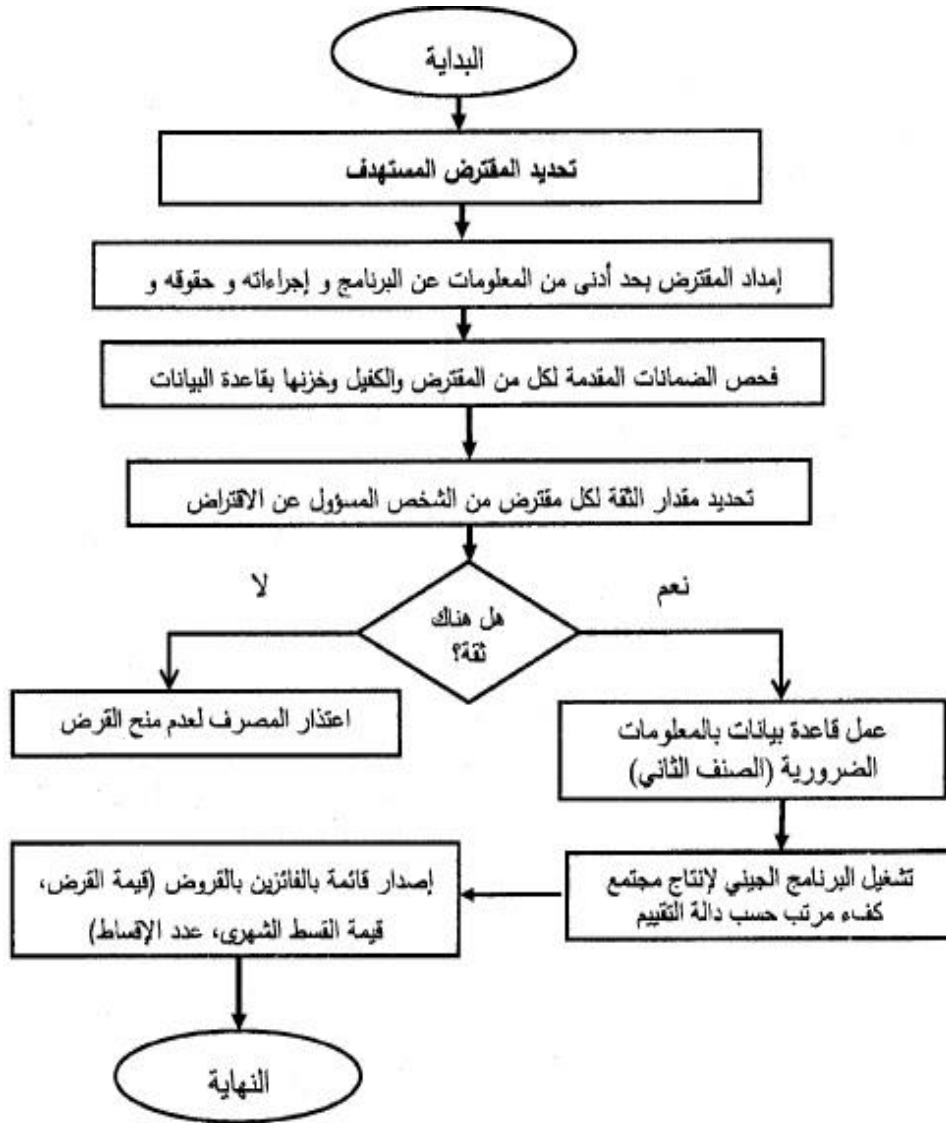 البداية
تحديد المقترض المستهدف
إمداد المقترض بحد أدنى من المعلومات عن البرنامج و إجراءاته و حقوقه و
فحص الضمانات المقدمة لكل من المقترض والكفيل وخزنها بقاعدة البيانات
تحديد مقدار الثقة لكل مقترض من الشخص المسؤول عن الاقتراض
نعم
لا
هل هناك
ثقة؟
اعتذار المصرف لعدم منح القرض
عمل قاعدة بيانات بالمعلومات
الضرورية (الصنف الثاني)
تشغيل البرنامج الجيني لإنتاج مجتمع
كفء مرتب حسب دالة التقييم
إصدار قائمة بالفائزين بالقروض (قيمة القرض،
قيمة القسط الشهرى، عدد الإقساط)
النهاية